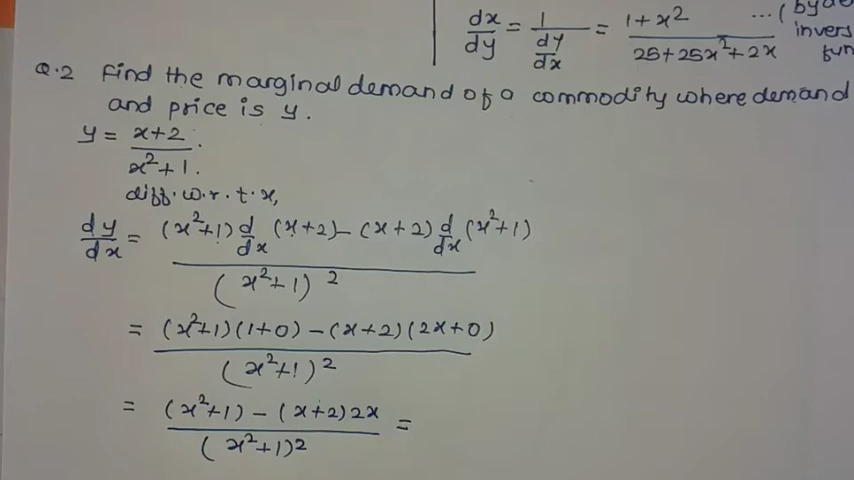 dx/dy = 1/(dy/dx) = (1+x²)/(25+25x²+2x) ...(
invers
Q.2 Find the marginal demand of a commodity where demand
and price is y.
y = (x+2)/(x²+1).
diff. w.r.t. x,
dy/dx = ((x²+1) d/dx (x+2) - (x+2) d/dx (x²+1))/(x²+1)²
= ((x²+1)(1+0) - (x+2)(2x+0))/(x²+1)²
= ((x²+1) - (x+2)2x)/(x²+1)² =